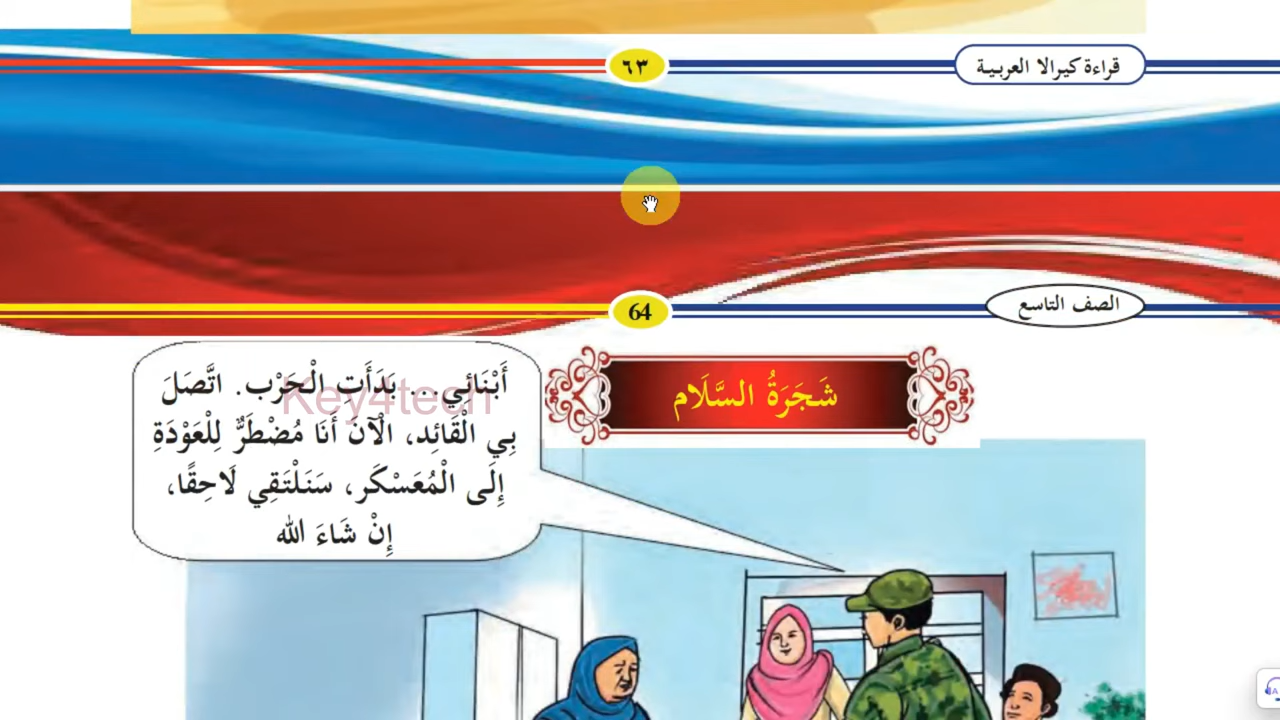 قراءة كيرالا العربية
٦٣
الصف التاسع
64
شَجَرَةُ السَّلَام
أَبْنَائِي... بَدَأَتِ الْحَرْب. اتَّصَلَ
بِي الْقَائِد، الْآنَ أَنَا مُضْطَرٌّ لِلْعَوْدَةِ
إِلَى الْمُعَسْكَر، سَنَلْتَقِي لَاحِقًا،
إِنْ شَاءَ الله
Key4tech